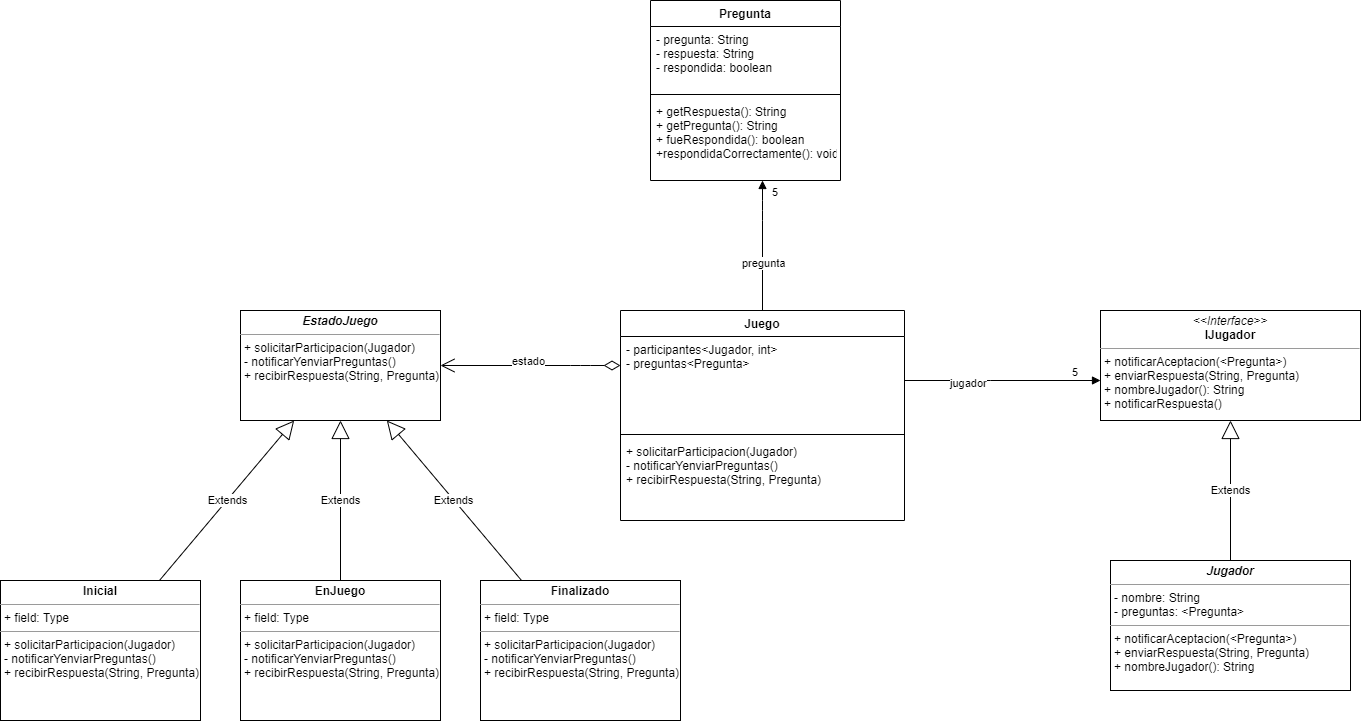 Pregunta
- pregunta: String
- respuesta: String
- respondida: boolean
+ getRespuesta(): String
+ getPregunta(): String
+ fueRespondida(): boolean
+respondidaCorrectamente(): void
5
pregunta
EstadoJuego
+ solicitarParticipacion(Jugador)
- notificarYenviarPreguntas()
+ recibirRespuesta(String, Pregunta)
estado
Juego
- participantes<Jugador, int>
- preguntas<Pregunta>
+ solicitarParticipacion(Jugador)
- notificarYenviarPreguntas()
+ recibirRespuesta(String, Pregunta)
jugador
5
<<Interface>>
IJugador
+ notificarAceptacion(<Pregunta>)
+ enviarRespuesta(String, Pregunta)
+ nombreJugador(): String
+ notificarRespuesta()
Extends
Extends
Extends
Extends
Inicial
+ field: Type
+ solicitarParticipacion(Jugador)
- notificarYenviarPreguntas()
+ recibirRespuesta(String, Pregunta)
EnJuego
+ field: Type
+ solicitarParticipacion(Jugador)
- notificarYenviarPreguntas()
+ recibirRespuesta(String, Pregunta)
Finalizado
+ field: Type
+ solicitarParticipacion(Jugador)
- notificarYenviarPreguntas()
+ recibirRespuesta(String, Pregunta)
Jugador
- nombre: String
- preguntas: <Pregunta>
+ notificarAceptacion(<Pregunta>)
+ enviarRespuesta(String, Pregunta)
+ nombreJugador(): String